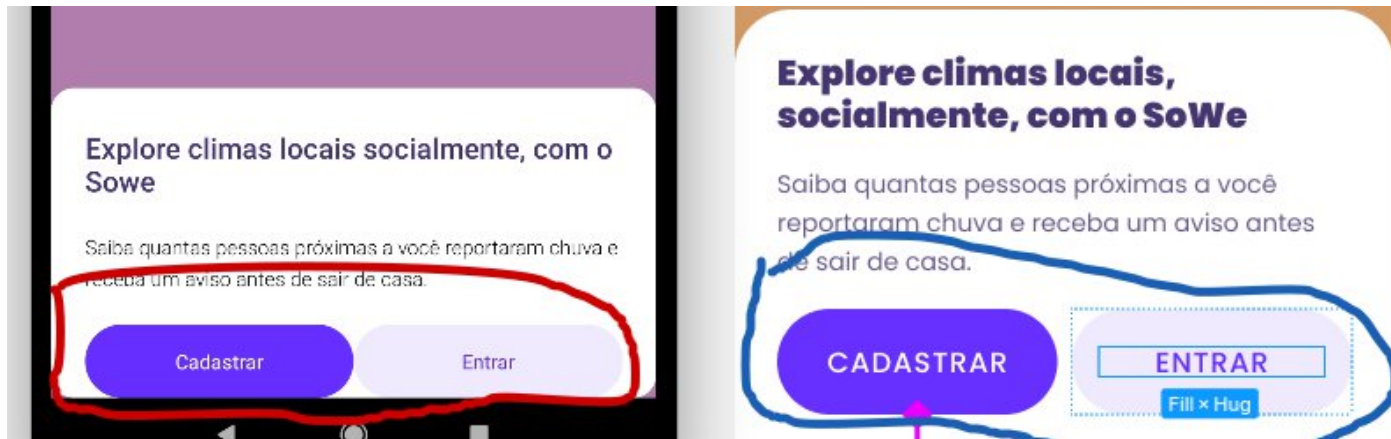 Explore climas locais socialmente, com o
Sowe
Saiba quantas pessoas próximas a você reportaram chuva e
receba um aviso antes de sair de casa.
Cadastrar
Entrar
Explore climas locais,
socialmente, com o SoWe
Saiba quantas pessoas próximas a você
reportaram chuva e receba um aviso antes
de sair de casa.
CADASTRAR
ENTRAR
Fill × Hug